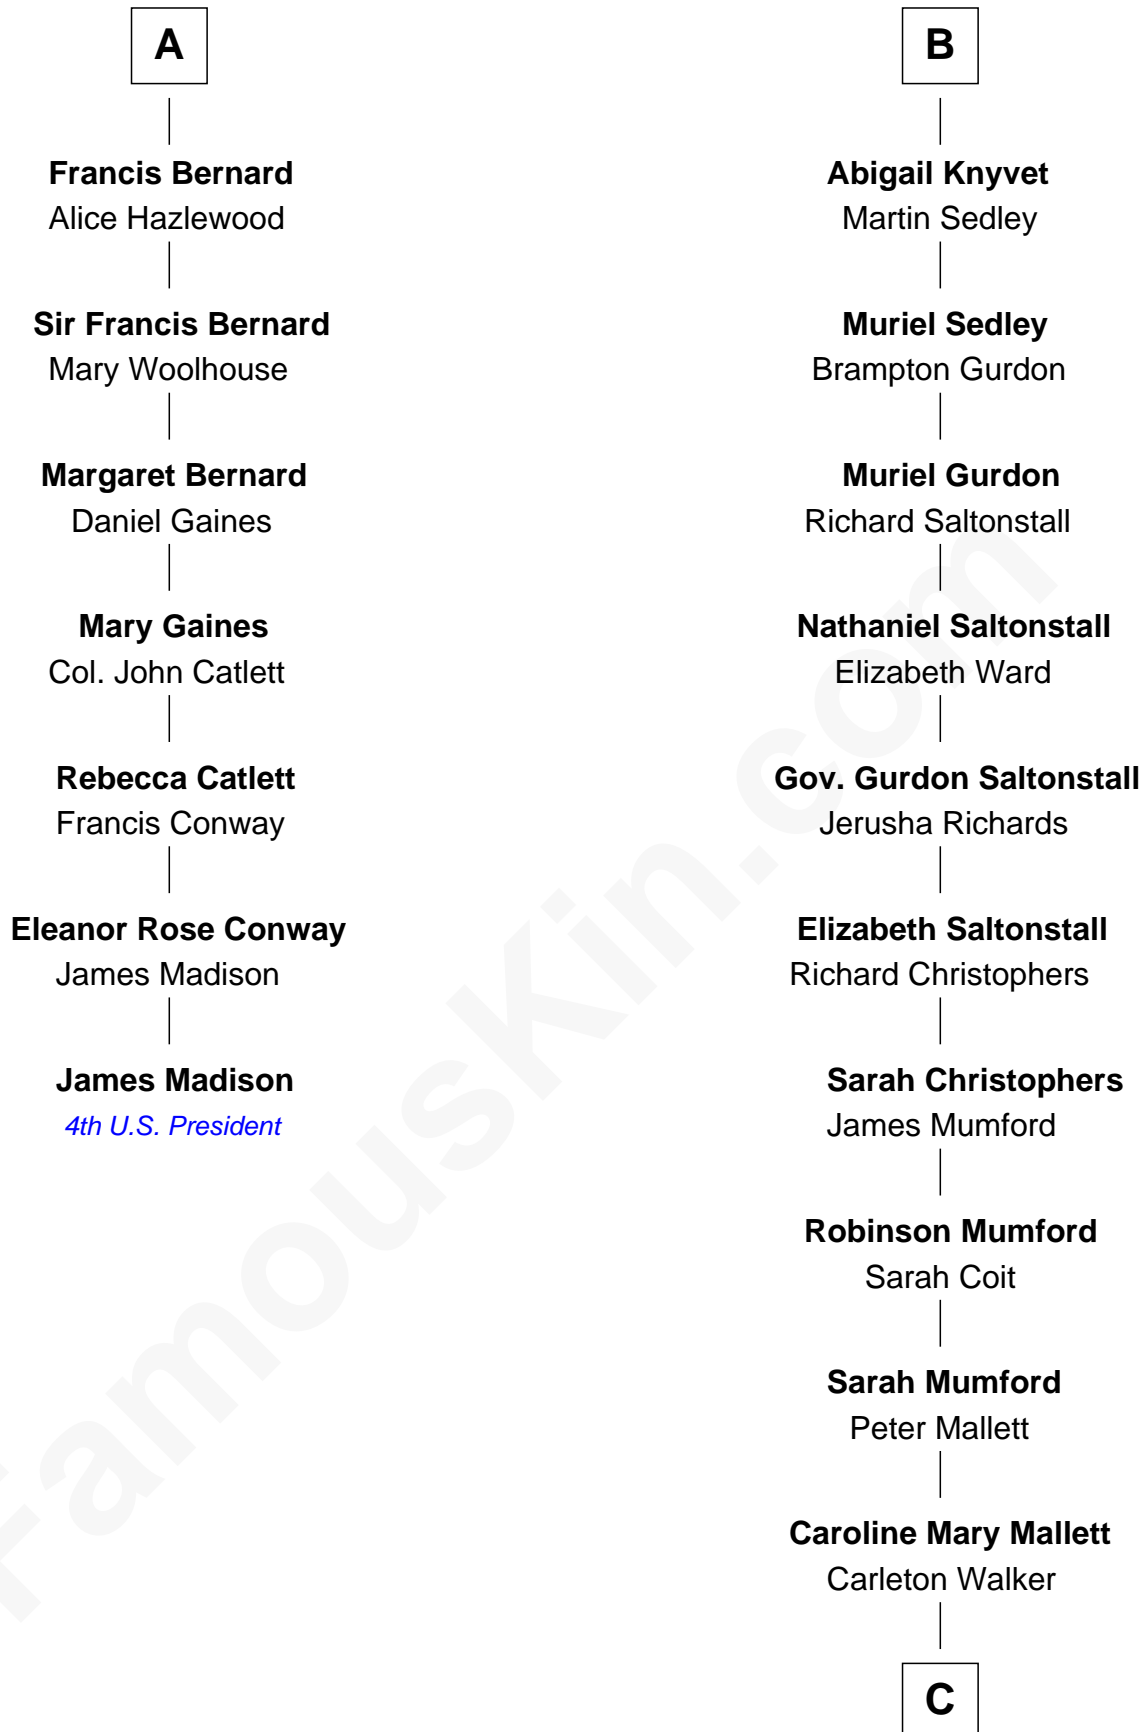 A
Francis Bernard
Alice Hazlewood
Sir Francis Bernard
Mary Woolhouse
Margaret Bernard
Daniel Gaines
Mary Gaines
Col. John Catlett
Rebecca Catlett
Francis Conway
Eleanor Rose Conway
James Madison
James Madison
4th U.S. President
B
Abigail Knyvet
Martin Sedley
Muriel Sedley
Brampton Gurdon
Muriel Gurdon
Richard Saltonstall
Nathaniel Saltonstall
Elizabeth Ward
Gov. Gurdon Saltonstall
Jerusha Richards
Elizabeth Saltonstall
Richard Christophers
Sarah Christophers
James Mumford
Robinson Mumford
Sarah Coit
Sarah Mumford
Peter Mallett
Caroline Mary Mallett
Carleton Walker
C
FamousKin.com